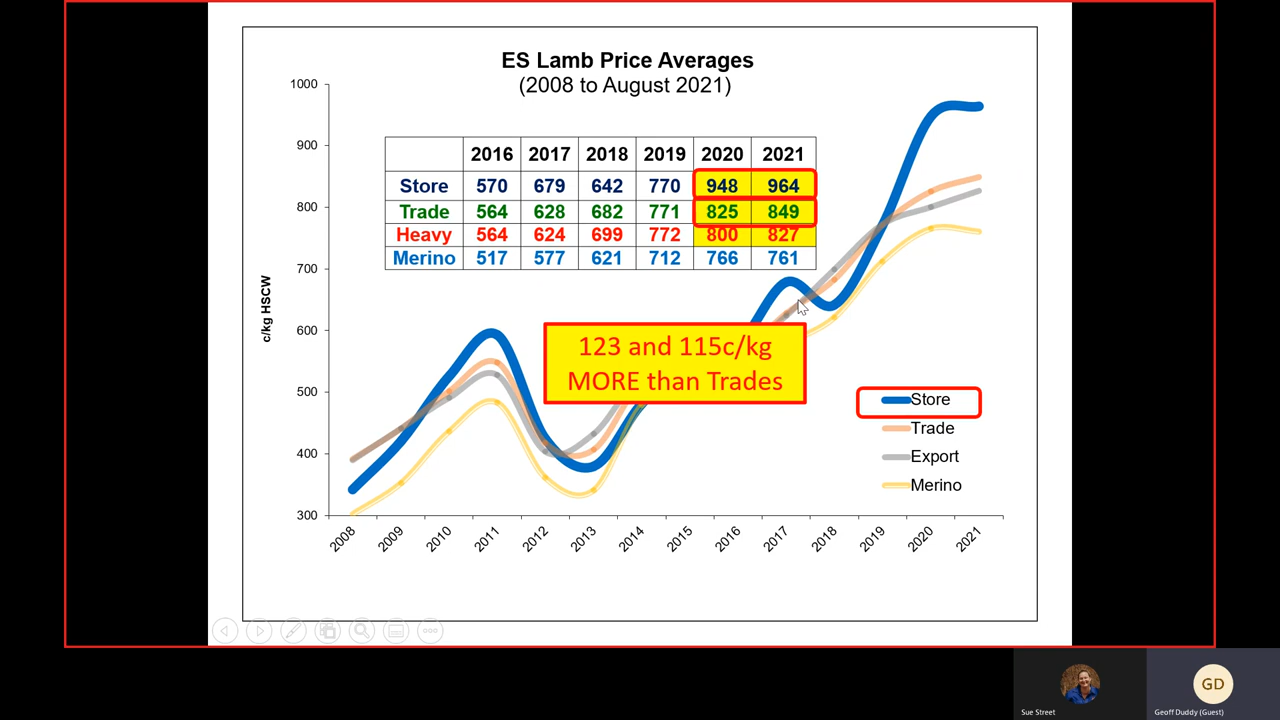 ES Lamb Price Averages
(2008 to August 2021)
1000
900
800
700
600
500
400
300
c/kg HSCW
2016 2017 2018 2019 2020 2021
Store 570 679 642 770 948 964
Trade 564 628 682 771 825 849
Heavy 564 624 699 772 800 827
Merino 517 577 621 712 766 761
123 and 115c/kg
MORE than Trades
Store
Trade
Export
Merino
2008 2009 2010 2011 2012 2013 2014 2015 2016 2017 2018 2019 2020 2021
GD
Sue Street
Geoff Duddy (Guest)